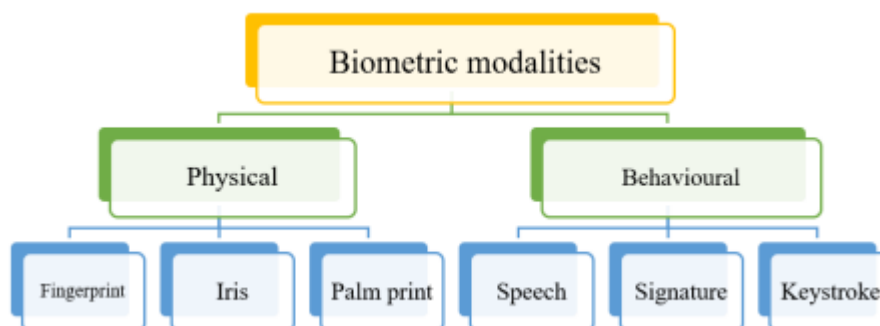 Biometric modalities
Physical
Behavioural
Fingerprint
Iris
Palm print
Speech
Signature
Keystroke